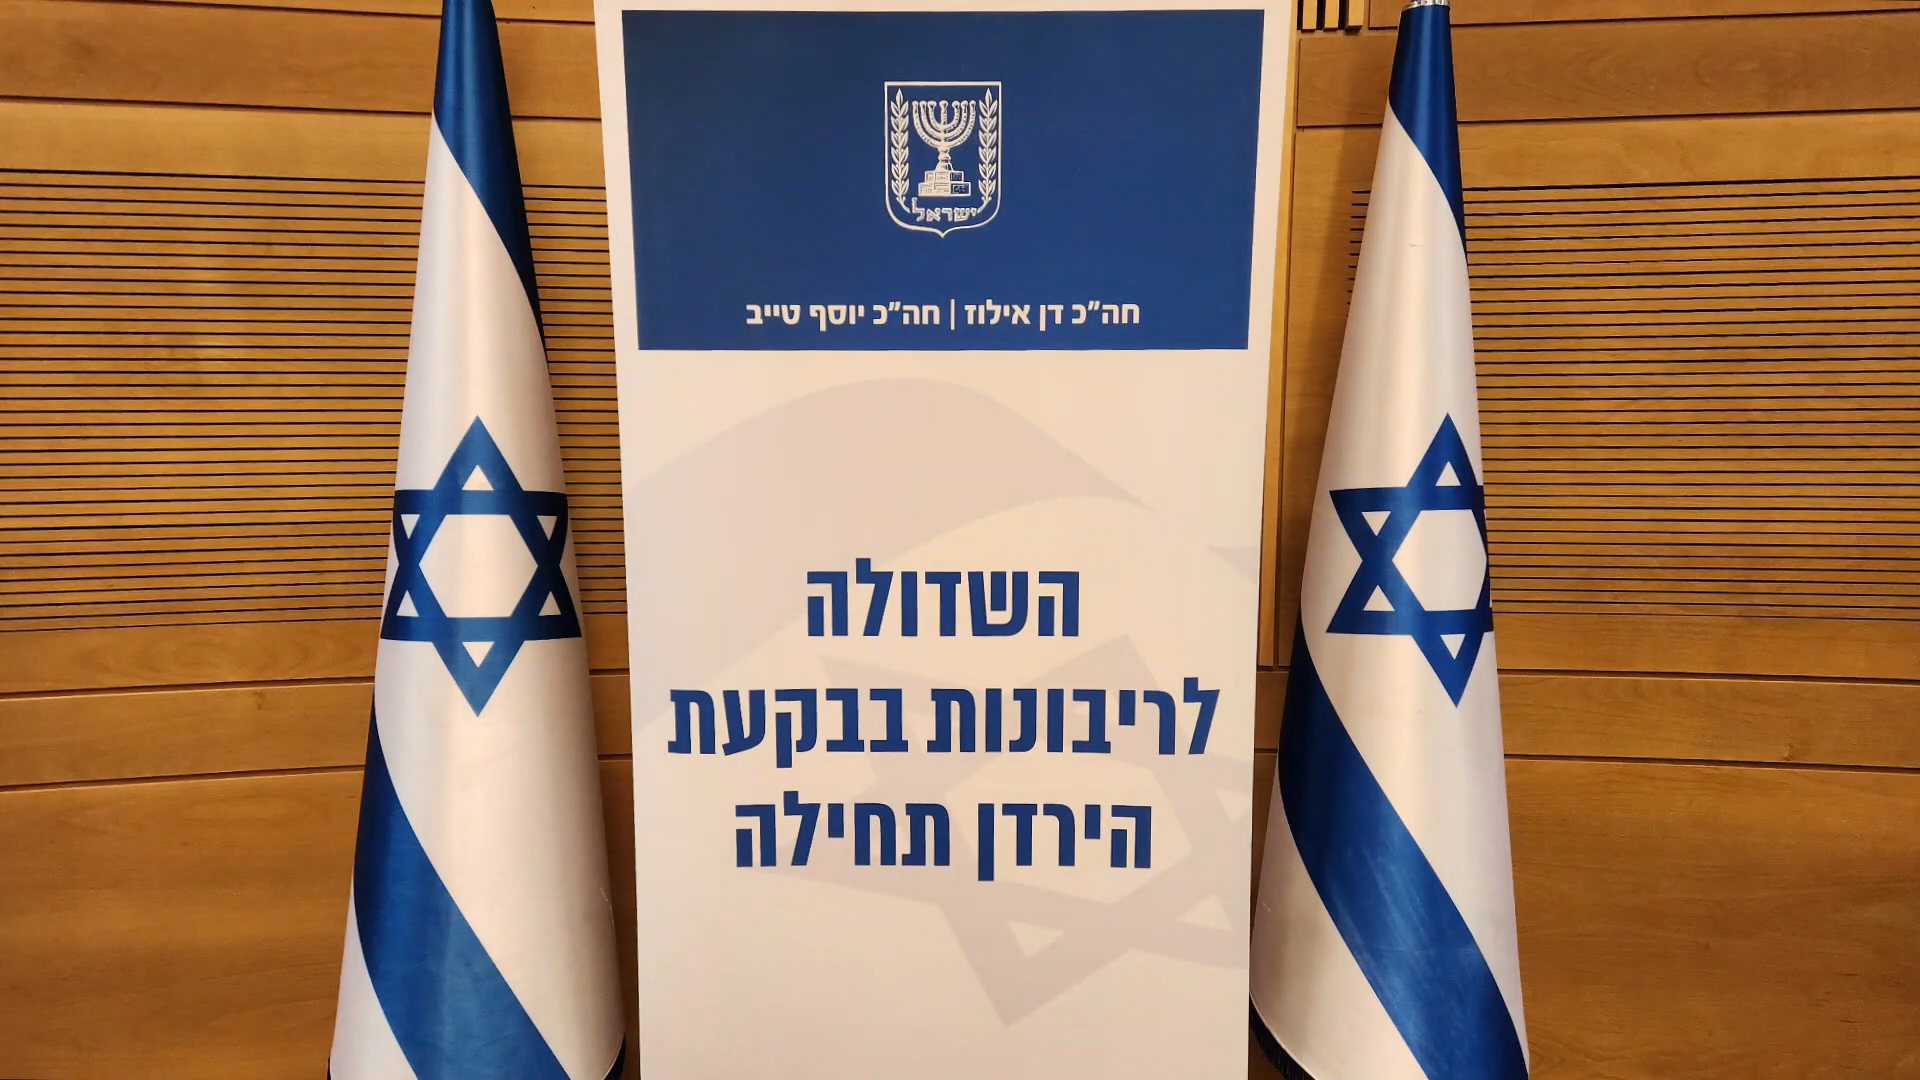 ישראל
חה״כ דן אילוז | חה״כ יוסף טייב
השדולה
לריבונות בבקעת
הירדן תחילה